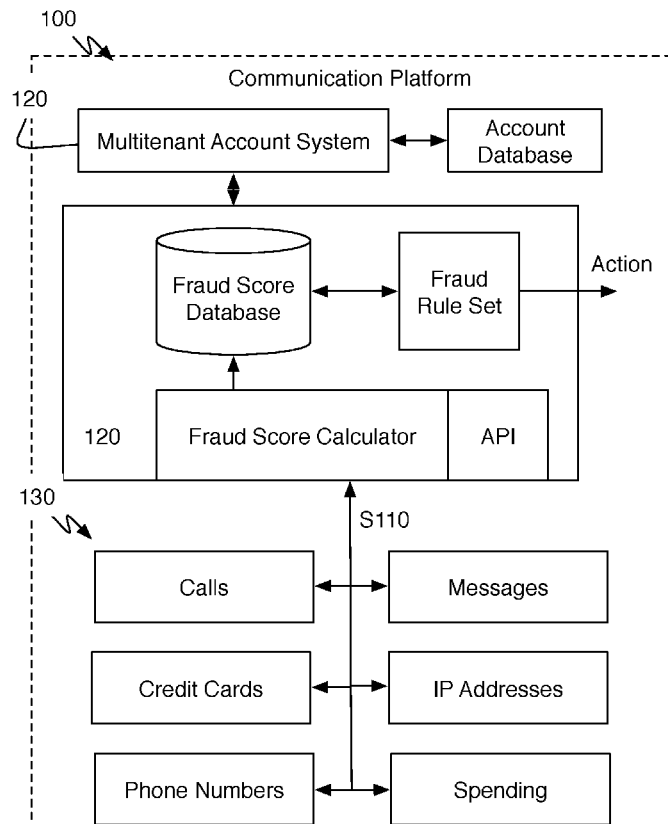 100
Communication Platform
120
Multitenant Account System
Account
Database
Fraud Score
Database
Fraud
Rule Set
Action
120
Fraud Score Calculator
API
130
S110
Calls
Messages
Credit Cards
IP Addresses
Phone Numbers
Spending